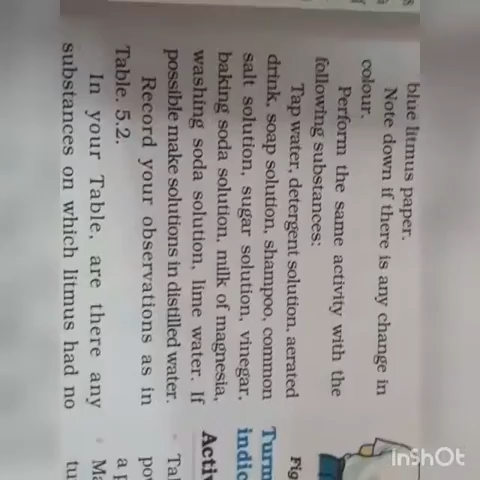 blue litmus paper.
Note down if there is any change in
colour.
Perform the same activity with the
following substances:
Tap water, detergent solution, aerated
drink, soap solution, shampoo, common
salt solution, sugar solution, vinegar,
baking soda solution, milk of magnesia,
washing soda solution, lime water. If
possible make solutions in distilled water.
Record your observations as in
Table. 5.2.
In your Table, are there any
substances on which litmus had no
Fig
Turm
indic
Activ
InShOt